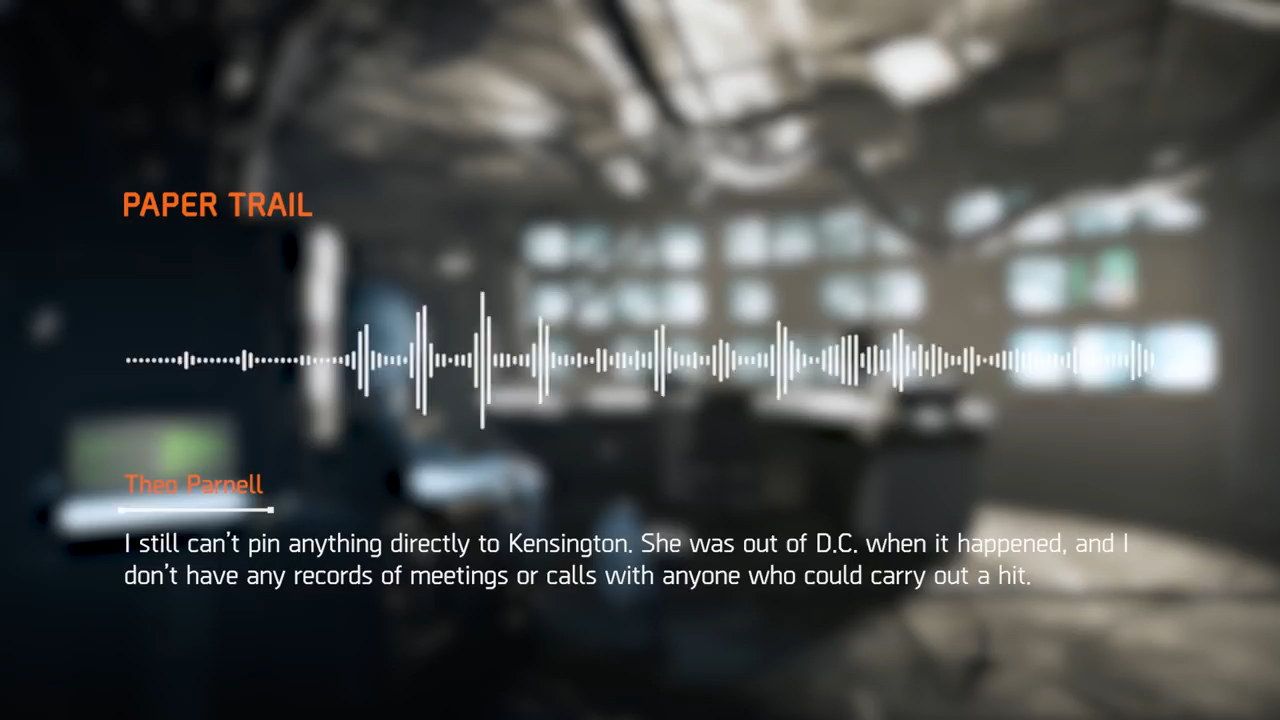 PAPER TRAIL
Theo Parnell
I still can't pin anything directly to Kensington. She was out of D.C. when it happened, and I
don't have any records of meetings or calls with anyone who could carry out a hit.